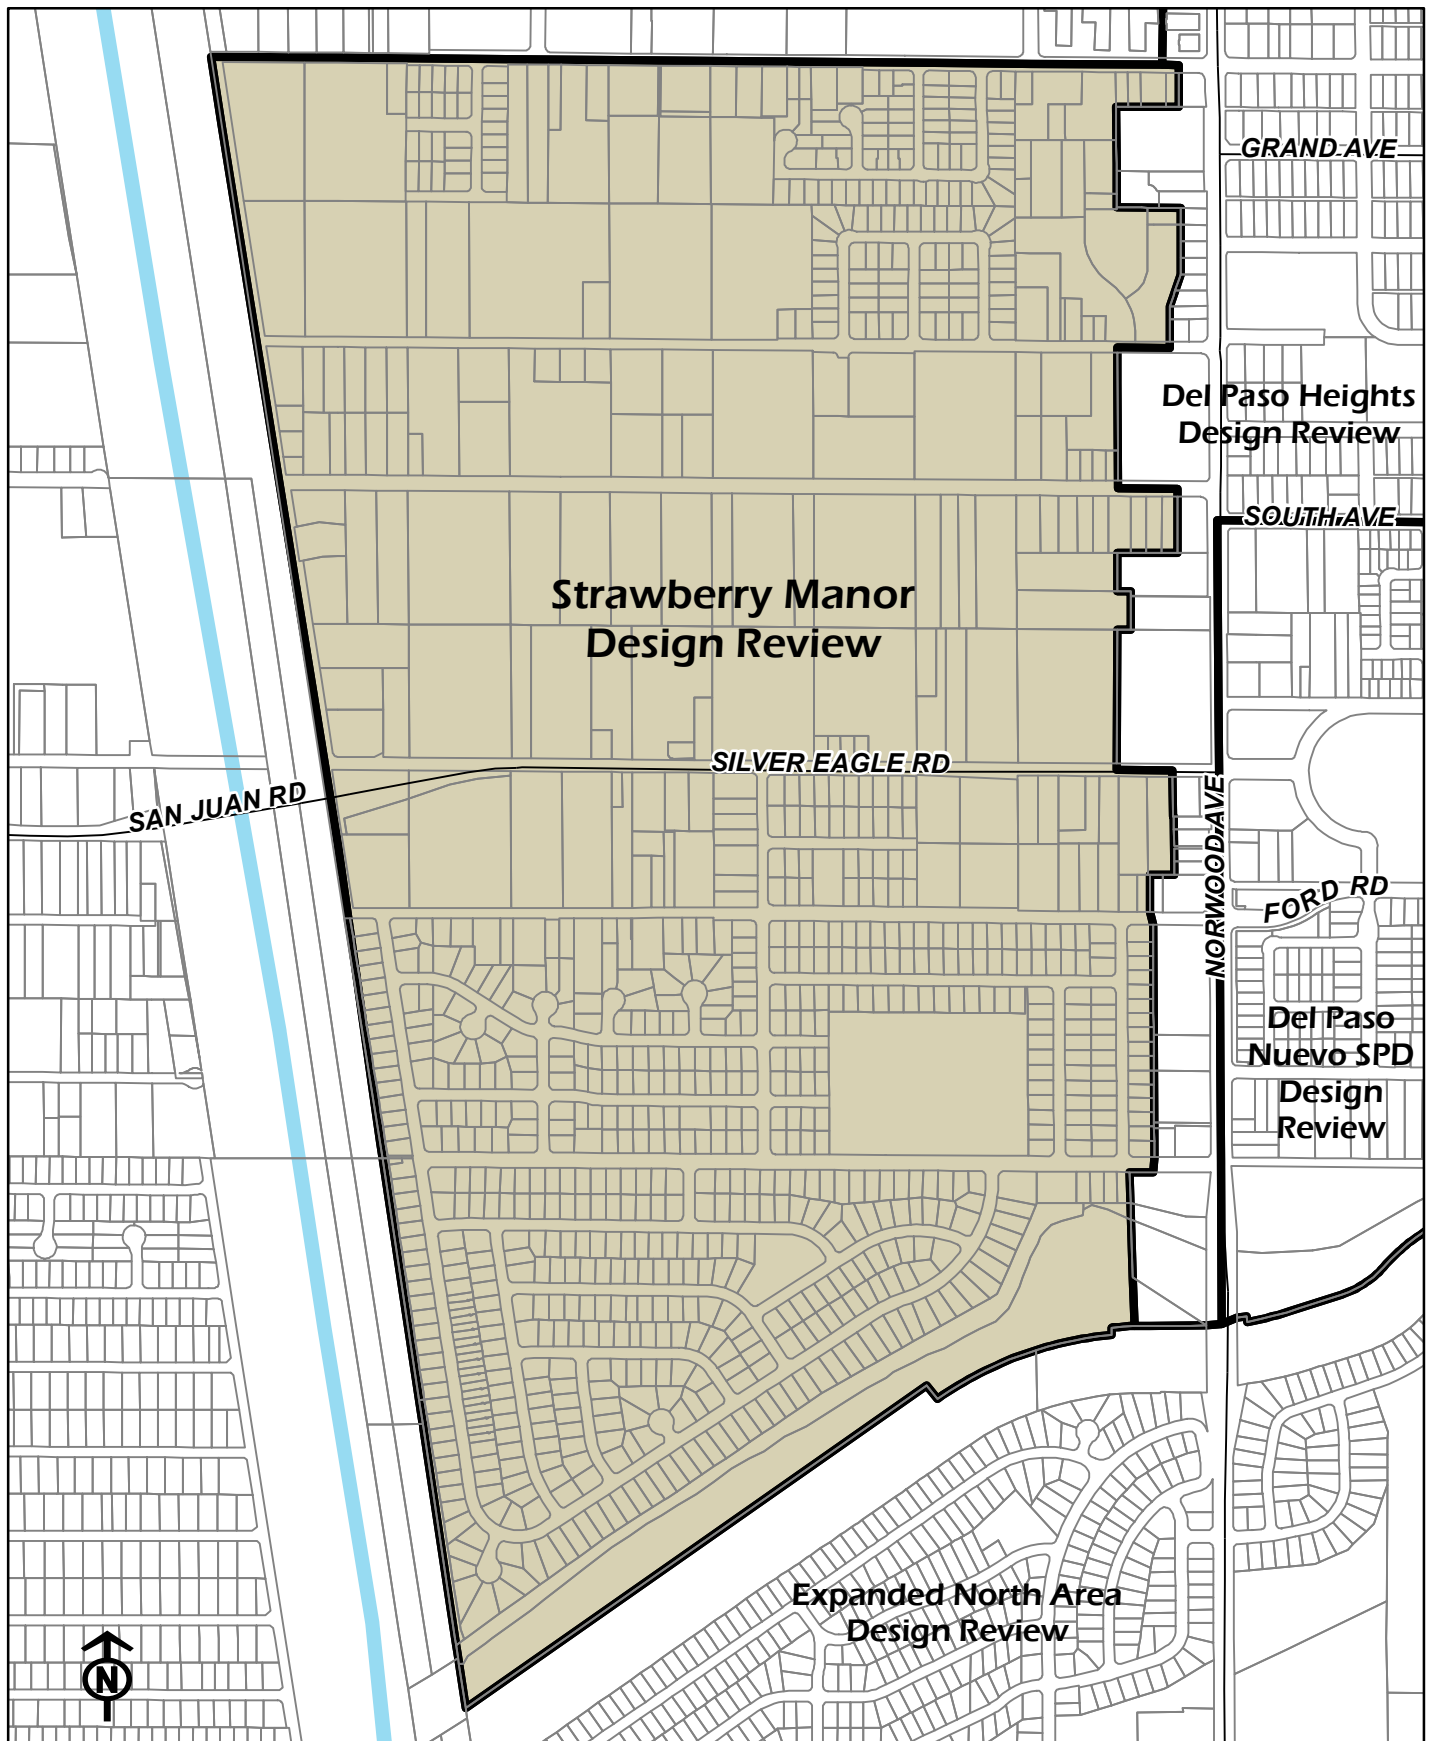 GRAND AVE
Del Paso Heights
Design Review
SOUTH AVE
Strawberry Manor
Design Review
SILVER EAGLE RD
SAN JUAN RD
NORWOOD AVE
FORD RD
Del Paso
Nuevo SPD
Design
Review
Expanded North Area
Design Review
N